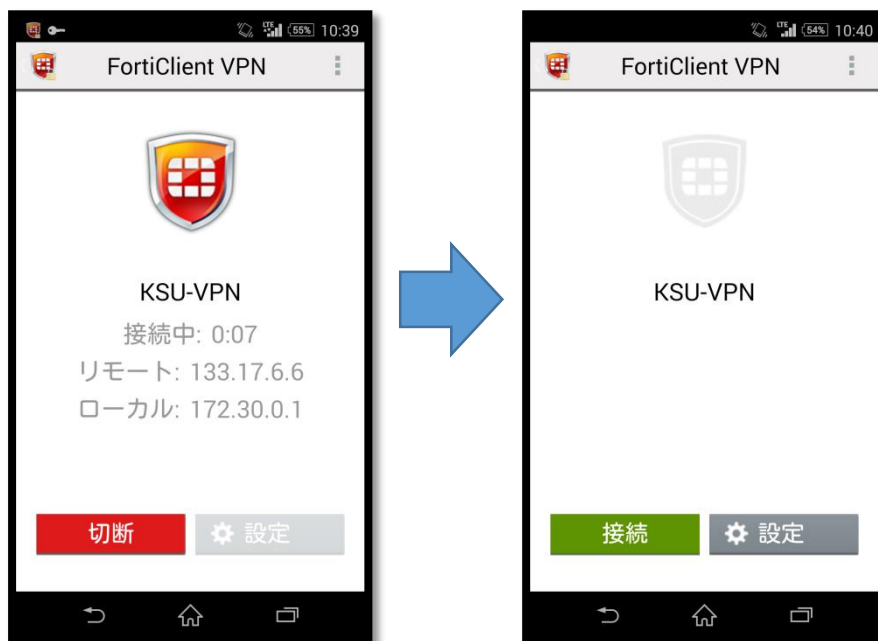 LTE 55% 10:39
FortiClient VPN
KSU-VPN
接続中: 0:07
リモート: 133.17.6.6
ローカル: 172.30.0.1
切断
設定
LTE 54% 10:40
FortiClient VPN
KSU-VPN
接続
設定